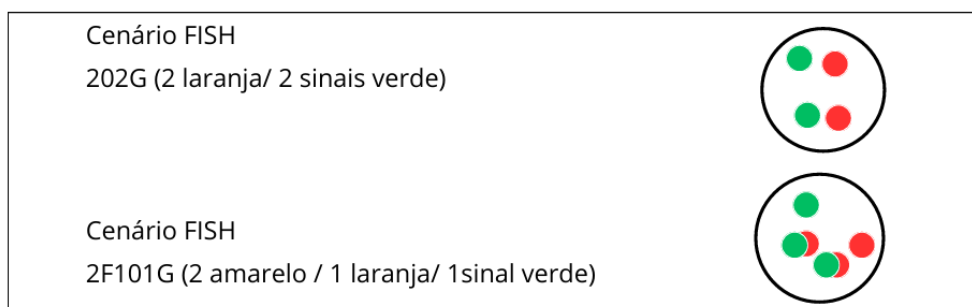 Cenário FISH
202G (2 laranja/ 2 sinais verde)
Cenário FISH
2F101G (2 amarelo / 1 laranja/ 1sinal verde)